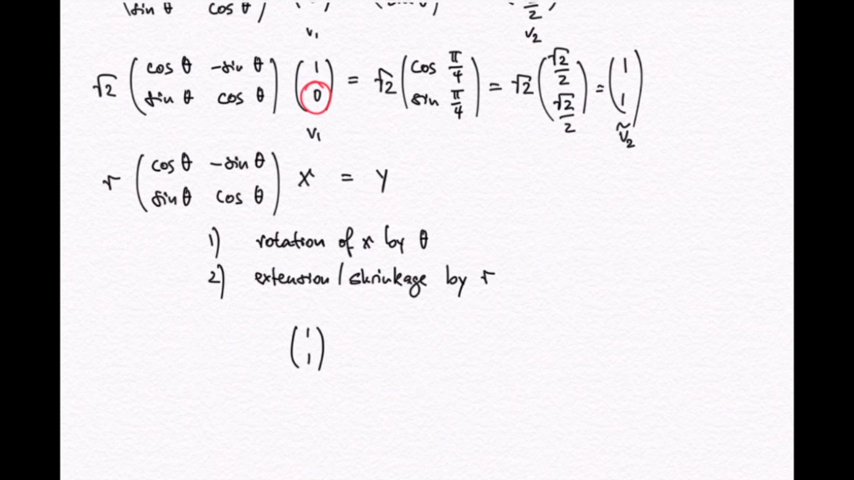 sin θ cos θ
√2/2
v₁ v₂
√2 ( cos θ −sin θ ; sin θ cos θ ) ( 1 ; 0 ) = √2 ( cos π/4 ; sin π/4 ) = √2 ( √2/2 ; √2/2 ) = ( 1 ; 1 )
v₁ ṽ₂
r ( cos θ −sin θ ; sin θ cos θ ) x = y
1) rotation of x by θ
2) extension / shrinkage by r
( 1 ; 1 )